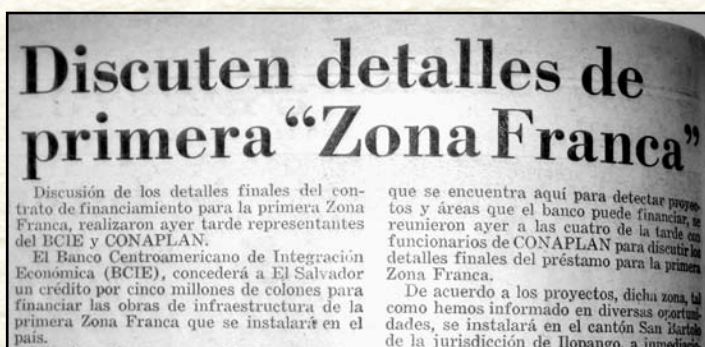 Discuten detalles de
primera “Zona Franca”
Discusión de los detalles finales del con-
trato de financiamiento para la primera Zona
Franca, realizaron ayer tarde representantes
del BCIE y CONAPLAN.
El Banco Centroamericano de Integración
Económica (BCIE), concederá a El Salvador
un crédito por cinco millones de colones para
financiar las obras de infraestructura de la
primera Zona Franca que se instalará en el
país.
que se encuentra aquí para detectar proyec-
tos y áreas que el banco puede financiar, se
reunieron ayer a las cuatro de la tarde con
funcionarios de CONAPLAN para discutir los
detalles finales del préstamo para la primera
Zona Franca.
De acuerdo a los proyectos, dicha zona, tal
como hemos informado en diversas oportuni-
dades, se instalará en el cantón San Bartolo
de la jurisdicción de Ilopango, a